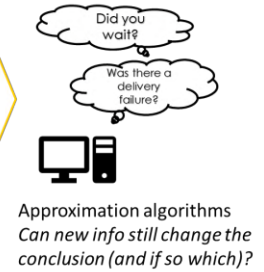 Did you
wait?
Was there a
delivery
failure?
Approximation algorithms
Can new info still change the
conclusion (and if so which)?